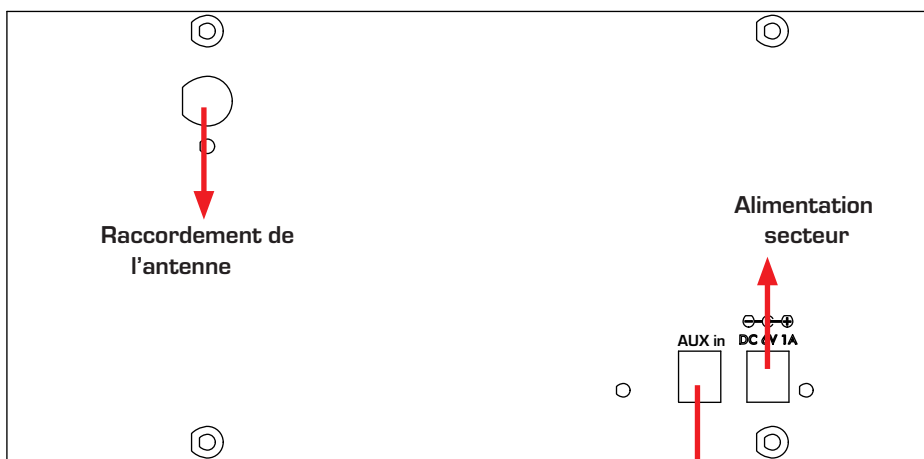 Raccordement de
l'antenne
Alimentation
secteur
AUX in
DC 6V 1A